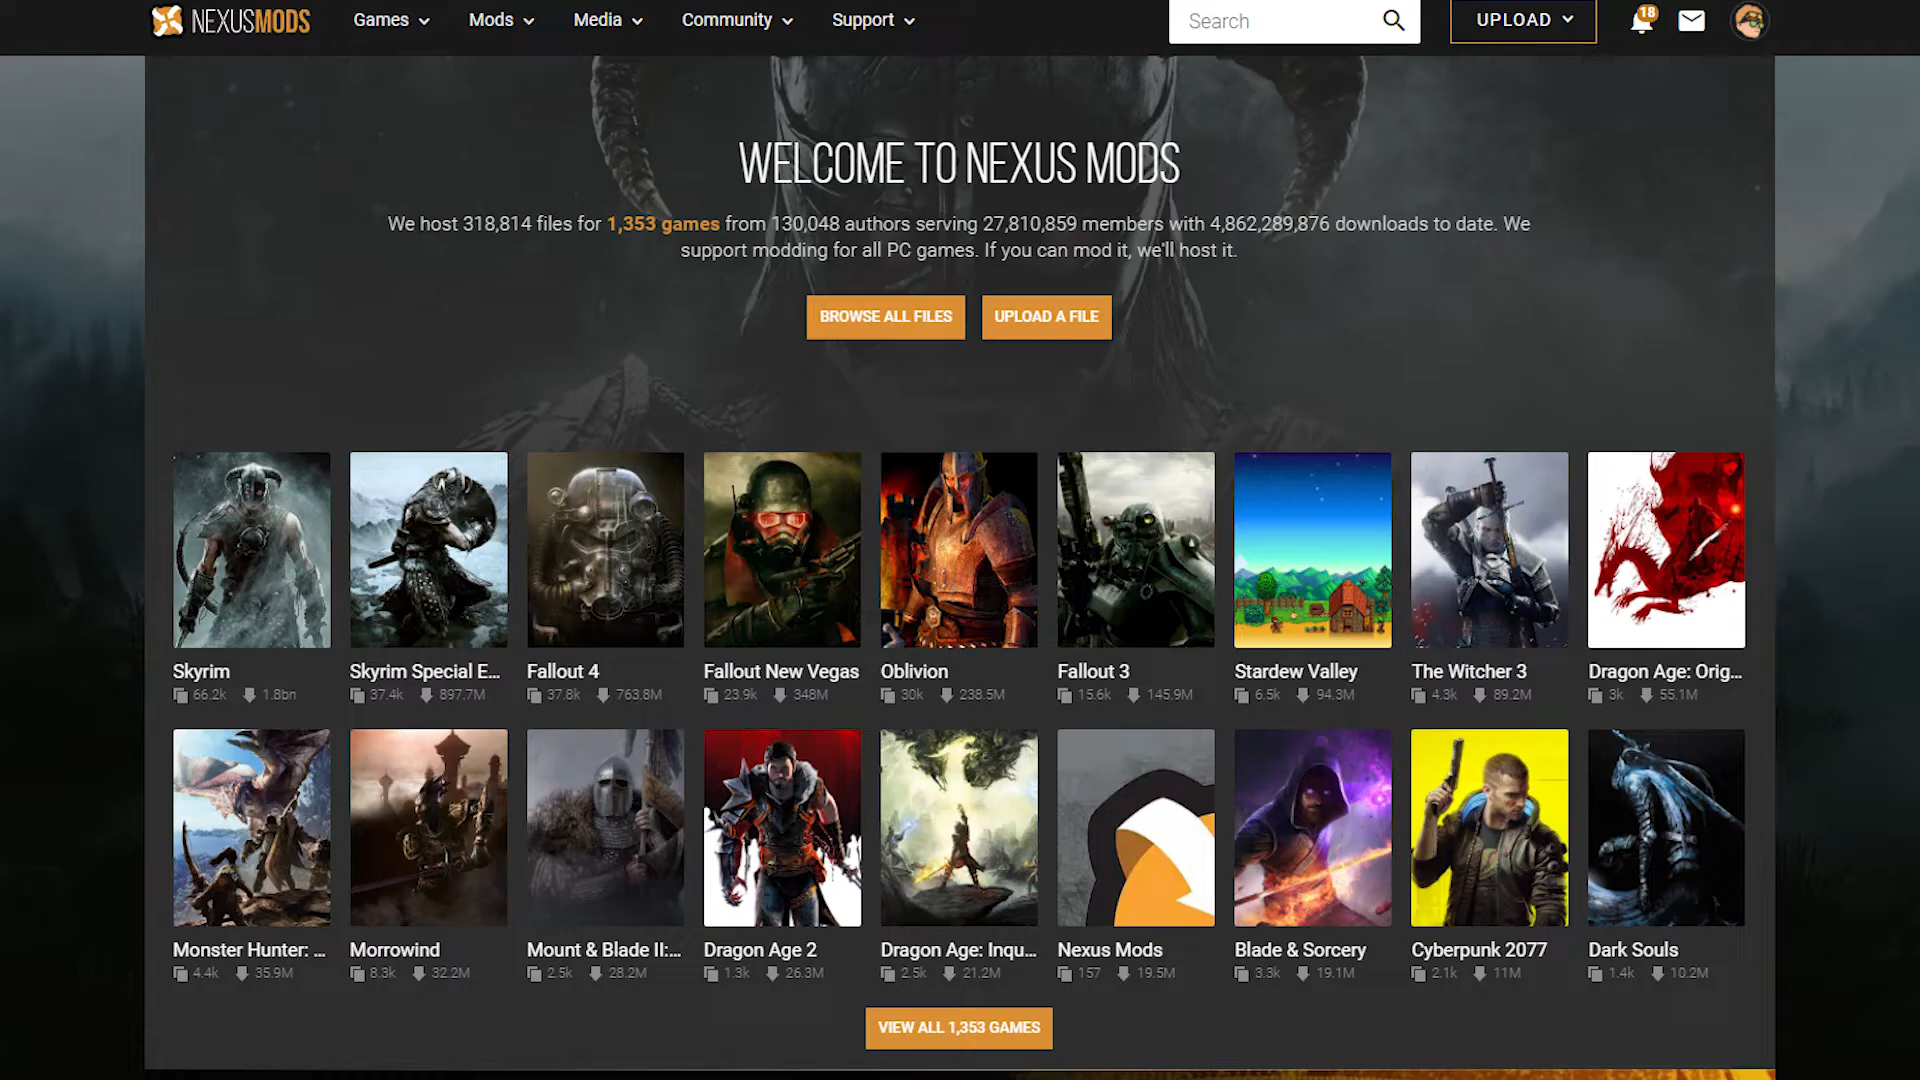 NEXUSMODS
Games
Mods
Media
Community
Support
Search
UPLOAD
18
WELCOME TO NEXUS MODS
We host 318,814 files for 1,353 games from 130,048 authors serving 27,810,859 members with 4,862,289,876 downloads to date. We
support modding for all PC games. If you can mod it, we'll host it.
BROWSE ALL FILES
UPLOAD A FILE
Skyrim
66.2k 1.8bn
Skyrim Special E...
37.4k 897.7M
Fallout 4
37.8k 763.8M
Fallout New Vegas
23.9k 348M
Oblivion
30k 238.5M
Fallout 3
15.6k 145.9M
Stardew Valley
6.5k 94.3M
The Witcher 3
4.3k 89.2M
Dragon Age: Orig...
3k 55.1M
Monster Hunter: ...
4.4k 35.9M
Morrowind
8.3k 32.2M
Mount & Blade II:...
2.5k 28.2M
Dragon Age 2
1.3k 26.3M
Dragon Age: Inqu...
2.5k 21.2M
Nexus Mods
157 19.5M
Blade & Sorcery
3.3k 19.1M
Cyberpunk 2077
2.1k 11M
Dark Souls
1.4k 10.2M
VIEW ALL 1,353 GAMES